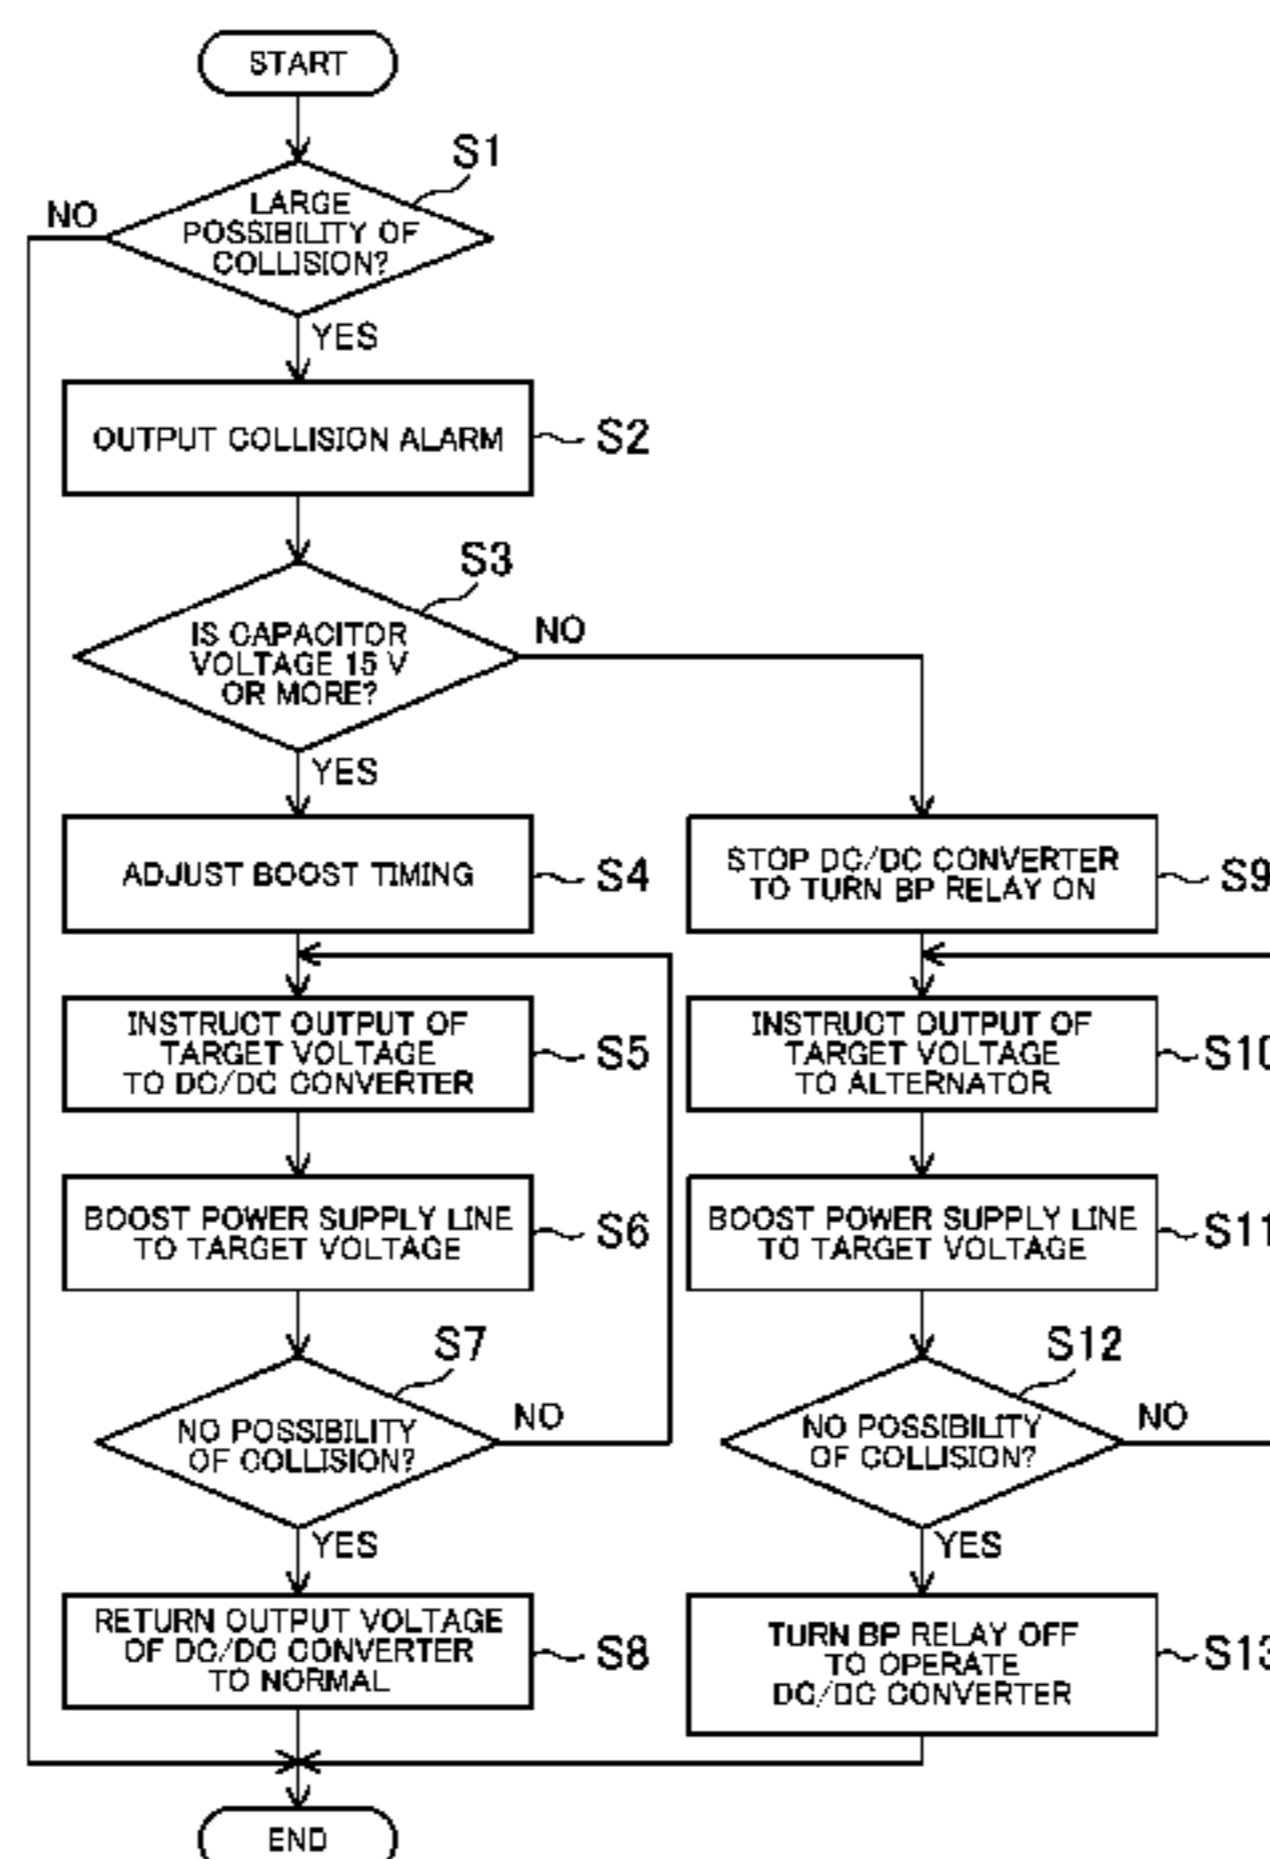 START
S1
LARGE
POSSIBILITY OF
COLLISION?
NO
YES
OUTPUT COLLISION ALARM
S2
S3
IS CAPACITOR
VOLTAGE 15 V
OR MORE?
NO
YES
ADJUST BOOST TIMING
S4
STOP DC/DC CONVERTER
TO TURN BP RELAY ON
S9
INSTRUCT OUTPUT OF
TARGET VOLTAGE
TO DC/DC CONVERTER
S5
INSTRUCT OUTPUT OF
TARGET VOLTAGE
TO ALTERNATOR
S10
BOOST POWER SUPPLY LINE
TO TARGET VOLTAGE
S6
BOOST POWER SUPPLY LINE
TO TARGET VOLTAGE
S11
S7
NO POSSIBILITY
OF COLLISION?
NO
YES
S12
NO POSSIBILITY
OF COLLISION?
NO
YES
RETURN OUTPUT VOLTAGE
OF DC/DC CONVERTER
TO NORMAL
S8
TURN BP RELAY OFF
TO OPERATE
DC/DC CONVERTER
S13
END